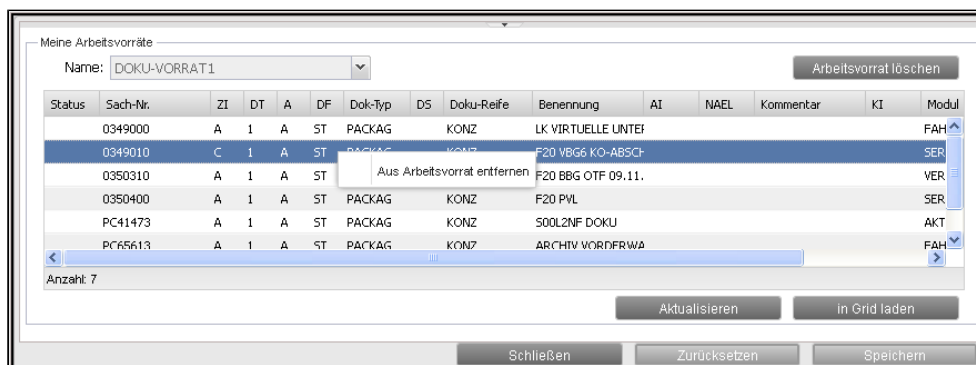 Meine Arbeitsvorräte
Name: DOKU-VORRAT1 Arbeitsvorrat löschen
Status Sach-Nr. ZI DT A DF Dok-Typ DS Doku-Reife Benennung AI NAEL Kommentar KI Modul
0349000 A 1 A ST PACKAG KONZ LK VIRTUELLE UNTEF FAH
0349010 C 1 A ST F20 VBG6 KO-ABSCH SER
Aus Arbeitsvorrat entfernen
0350310 A 1 A ST F20 BBG OTF 09.11. VER
0350400 A 1 A ST PACKAG KONZ F20 PVL SER
PC41473 A 1 A ST PACKAG KONZ S00L2NF DOKU AKT
PC65613 A 1 A ST PACKAG KONZ ARCHIV VORDERWA FAH
Anzahl: 7
Aktualisieren in Grid laden
Schließen Zurücksetzen Speichern